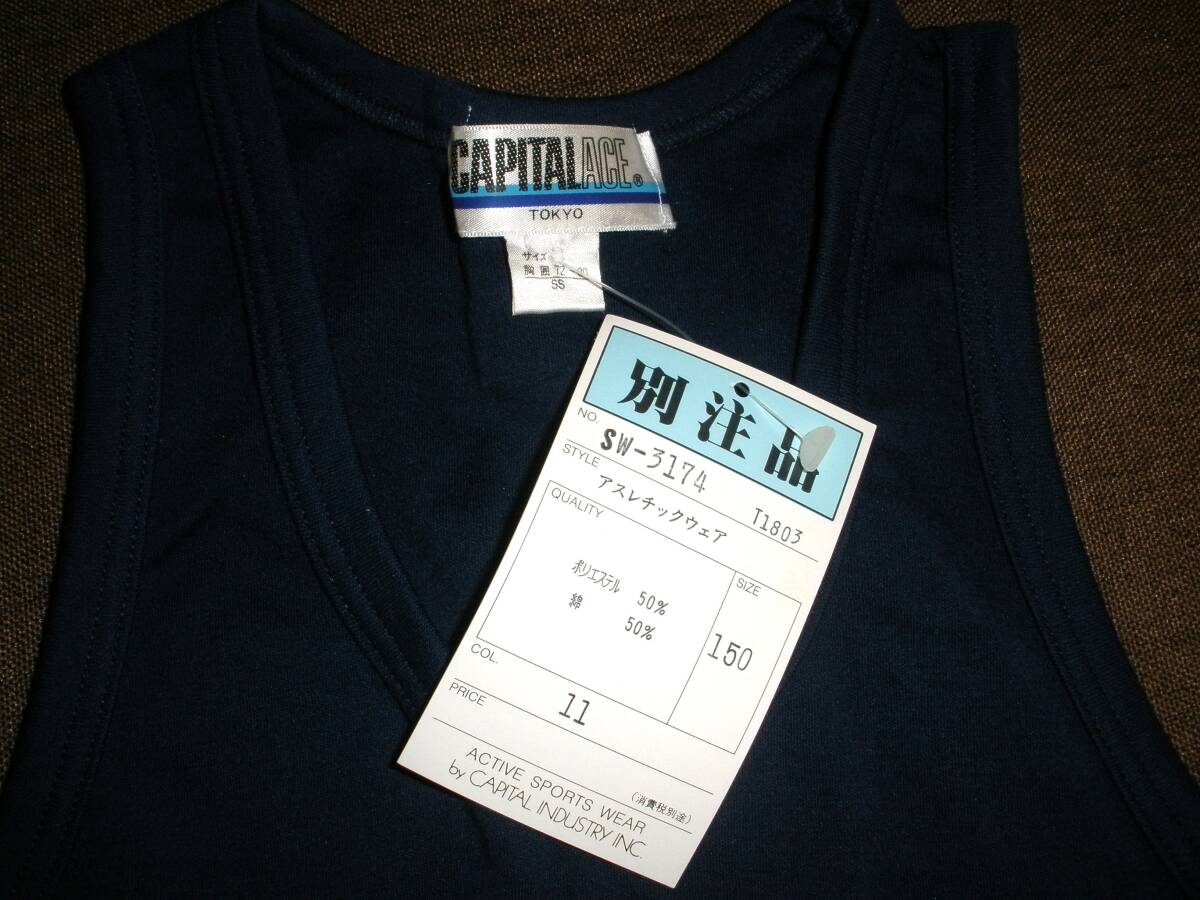 CAPITALACE®
TOKYO
サイズ
胸囲 72-80
SS
別注品
NO. SW-3174 T1803
STYLE アスレチックウェア
QUALITY
ポリエステル 50%
綿 50%
SIZE
150
COL. 11
PRICE
(消費税別途)
ACTIVE SPORTS WEAR
by CAPITAL INDUSTRY INC.